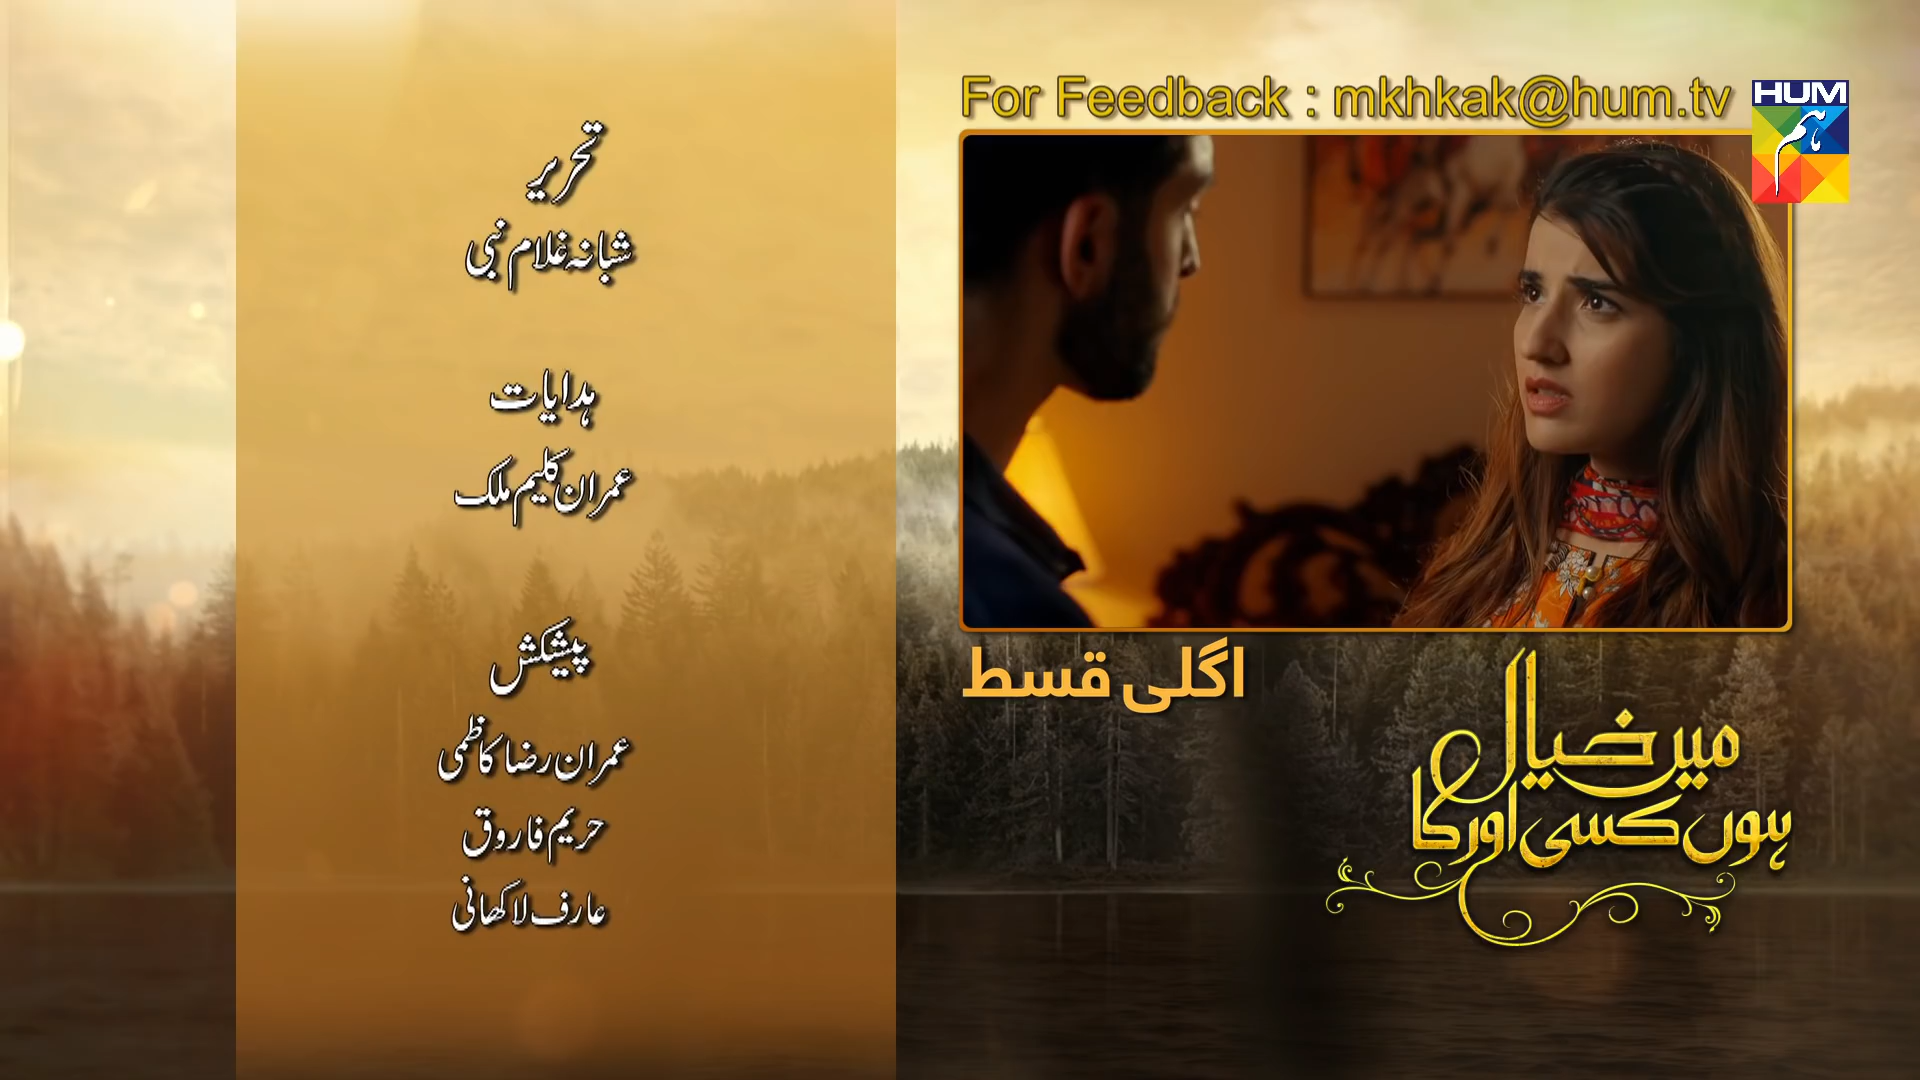 For Feedback : mkhkak@hum.tv
HUM
ہم
تحریر
شبانہ غلام نبی
ہدایات
عمران کلیم ملک
پیشکش
عمران رضا کاظمی
حریم فاروق
عارف لاکھانی
اگلی قسط
میں خیال
ہوں کسی اور کا